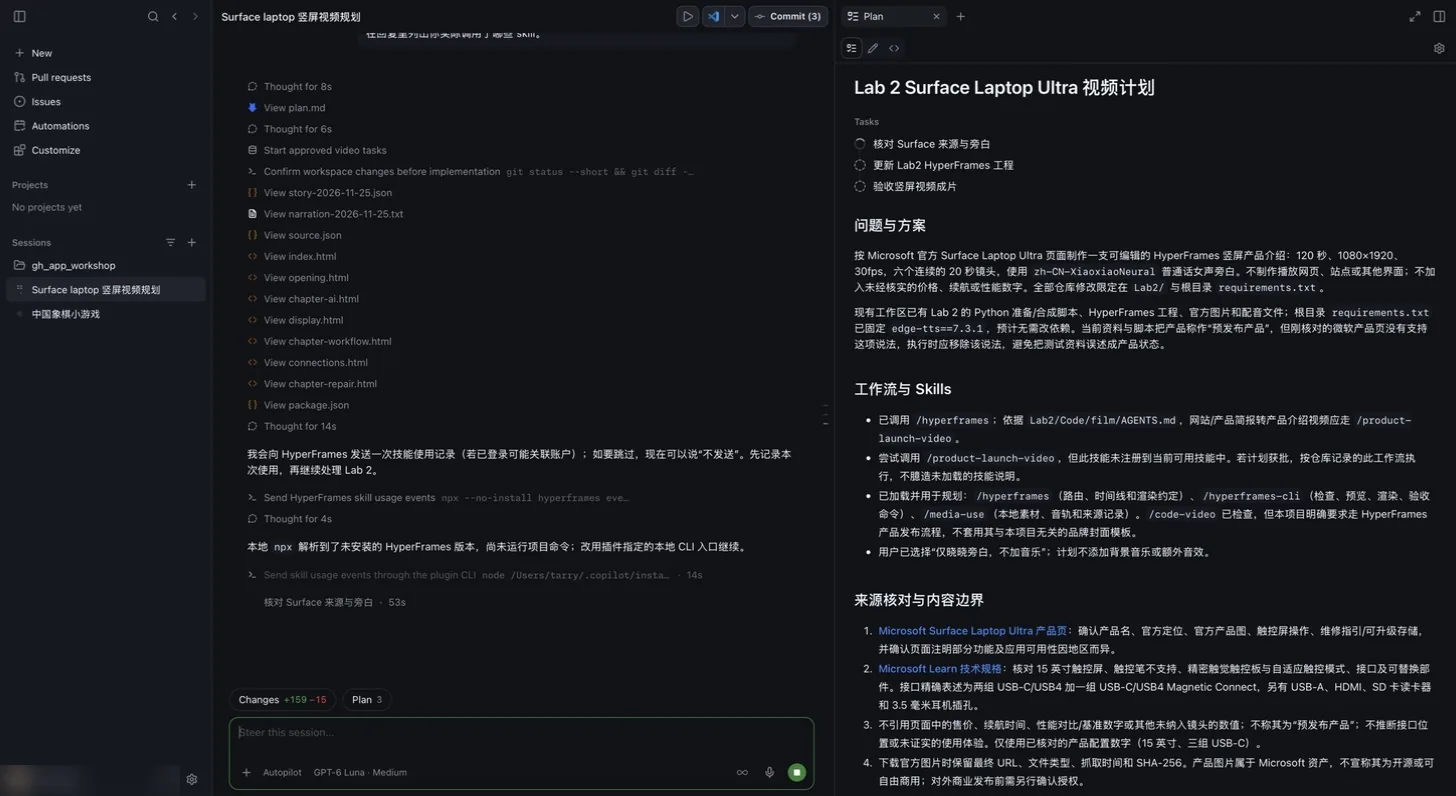 Surface laptop 竖屏视频规划
Commit (3)
Plan
New
Pull requests
Issues
Automations
Customize
Projects
No projects yet
Sessions
gh_app_workshop
Surface laptop 竖屏视频规划
中国象棋小游戏
在回复里列出你实际调用了哪些 skill。
Thought for 8s
View plan.md
Thought for 6s
Start approved video tasks
Confirm workspace changes before implementation git status --short && git diff -…
View story-2026-11-25.json
View narration-2026-11-25.txt
View source.json
View index.html
View opening.html
View chapter-ai.html
View display.html
View chapter-workflow.html
View connections.html
View chapter-repair.html
View package.json
Thought for 14s
我会向 HyperFrames 发送一次技能使用记录（若已登录可能关联账户）；如要跳过，现在可以说“不发送”。先记录本
次使用，再继续处理 Lab 2。
Send HyperFrames skill usage events npx --no-install hyperframes eve…
Thought for 4s
本地 npx 解析到了未安装的 HyperFrames 版本，尚未运行项目命令；改用插件指定的本地 CLI 入口继续。
Send skill usage events through the plugin CLI node /Users/tarry/.copilot/insta… · 14s
核对 Surface 来源与旁白 · 53s
Changes +159 −15
Plan 3
Steer this session...
Autopilot GPT-6 Luna · Medium
Lab 2 Surface Laptop Ultra 视频计划
Tasks
核对 Surface 来源与旁白
更新 Lab2 HyperFrames 工程
验收竖屏视频成片
问题与方案
按 Microsoft 官方 Surface Laptop Ultra 页面制作一支可编辑的 HyperFrames 竖屏产品介绍：120 秒、1080×1920、
30fps，六个连续的 20 秒镜头，使用 zh-CN-XiaoxiaoNeural 普通话女声旁白。不制作播放网页、站点或其他界面；不加
入未经核实的价格、续航或性能数字。全部仓库修改限定在 Lab2/ 与根目录 requirements.txt。
现有工作区已有 Lab 2 的 Python 准备/合成脚本、HyperFrames 工程、官方图片和配音文件；根目录 requirements.txt
已固定 edge-tts==7.3.1，预计无需改依赖。当前资料与脚本把产品称作“预发布产品”，但刚核对的微软产品页没有支持
这项说法，执行时应移除该说法，避免把测试资料误述成产品状态。
工作流与 Skills
• 已调用 /hyperframes；依据 Lab2/Code/film/AGENTS.md，网站/产品简报转产品介绍视频应走 /product-
launch-video。
• 尝试调用 /product-launch-video，但此技能未注册到当前可用技能中。若计划获批，按仓库记录的此工作流执
行，不臆造未加载的技能说明。
• 已加载并用于规划：/hyperframes（路由、时间线和渲染约定）、/hyperframes-cli（检查、预览、渲染、验收
命令）、/media-use（本地素材、音轨和来源记录）。/code-video 已检查，但本项目明确要求走 HyperFrames
产品发布流程，不套用其与本项目无关的品牌封面模板。
• 用户已选择“仅晓晓旁白，不加音乐”；计划不添加背景音乐或额外音效。
来源核对与内容边界
1. Microsoft Surface Laptop Ultra 产品页：确认产品名、官方定位、官方产品图、触控屏操作、维修指引/可升级存储，
并确认页面注明部分功能及应用可用性因地区而异。
2. Microsoft Learn 技术规格：核对 15 英寸触控屏、触控笔不支持、精密触觉触控板与自适应触控模式、接口及可替换部
件。接口精确表述为两组 USB-C/USB4 加一组 USB-C/USB4 Magnetic Connect，另有 USB-A、HDMI、SD 卡读卡器
和 3.5 毫米耳机插孔。
3. 不引用页面中的售价、续航时间、性能对比/基准数字或其他未纳入镜头的数值；不称其为“预发布产品”；不推断接口位
置或未证实的使用体验。仅使用已核对的产品配置数字（15 英寸、三组 USB-C）。
4. 下载官方图片时保留最终 URL、文件类型、抓取时间和 SHA-256。产品图片属于 Microsoft 资产，不宣称其为开源或可
自由商用；对外商业发布前需另行确认授权。